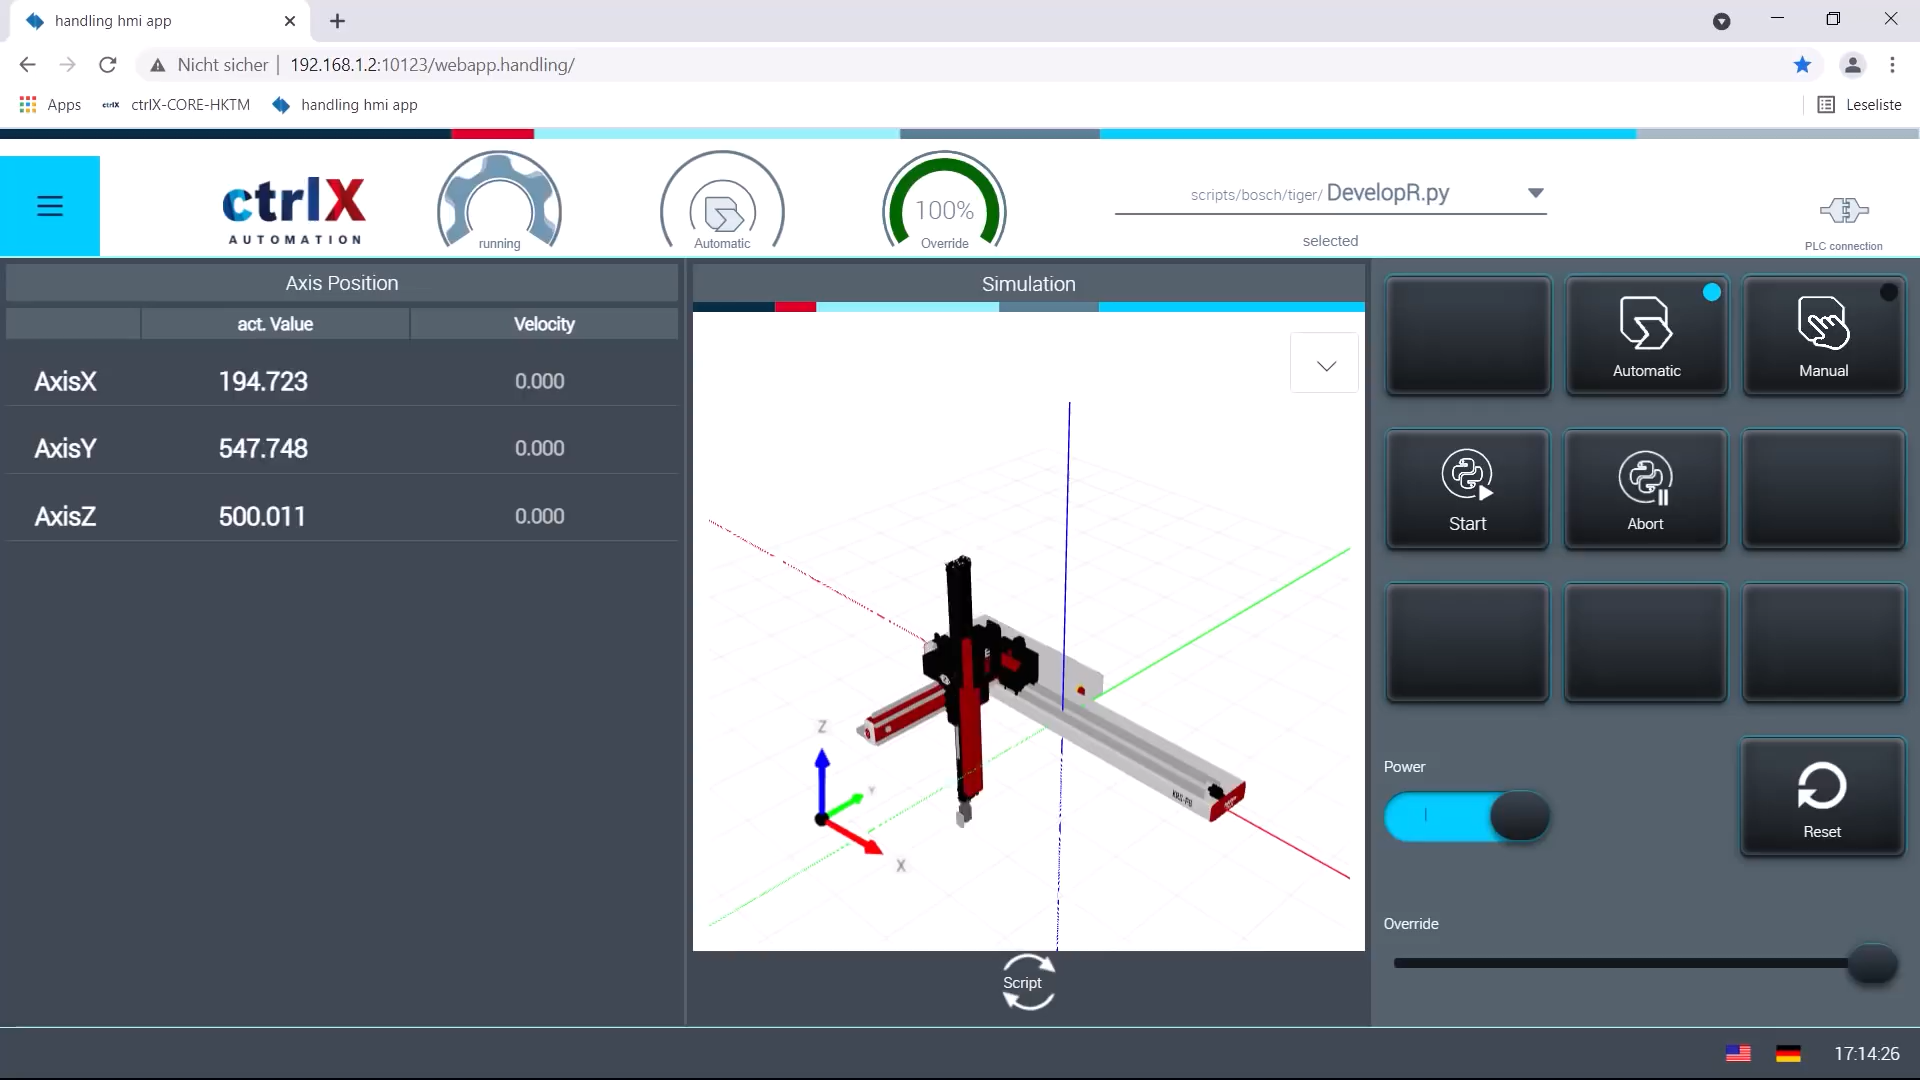 handling hmi app
Nicht sicher | 192.168.1.2:10123/webapp.handling/
Apps ctrlX ctrlX-CORE-HKTM handling hmi app Leseliste
ctrlX
AUTOMATION
running
Automatic
100%
Override
scripts/bosch/tiger/ DevelopR.py
selected
PLC connection
Axis Position
act. Value Velocity
AxisX 194.723 0.000
AxisY 547.748 0.000
AxisZ 500.011 0.000
Simulation
Z
Y
X
Script
Automatic
Manual
Start
Abort
Power
Reset
Override
17:14:26